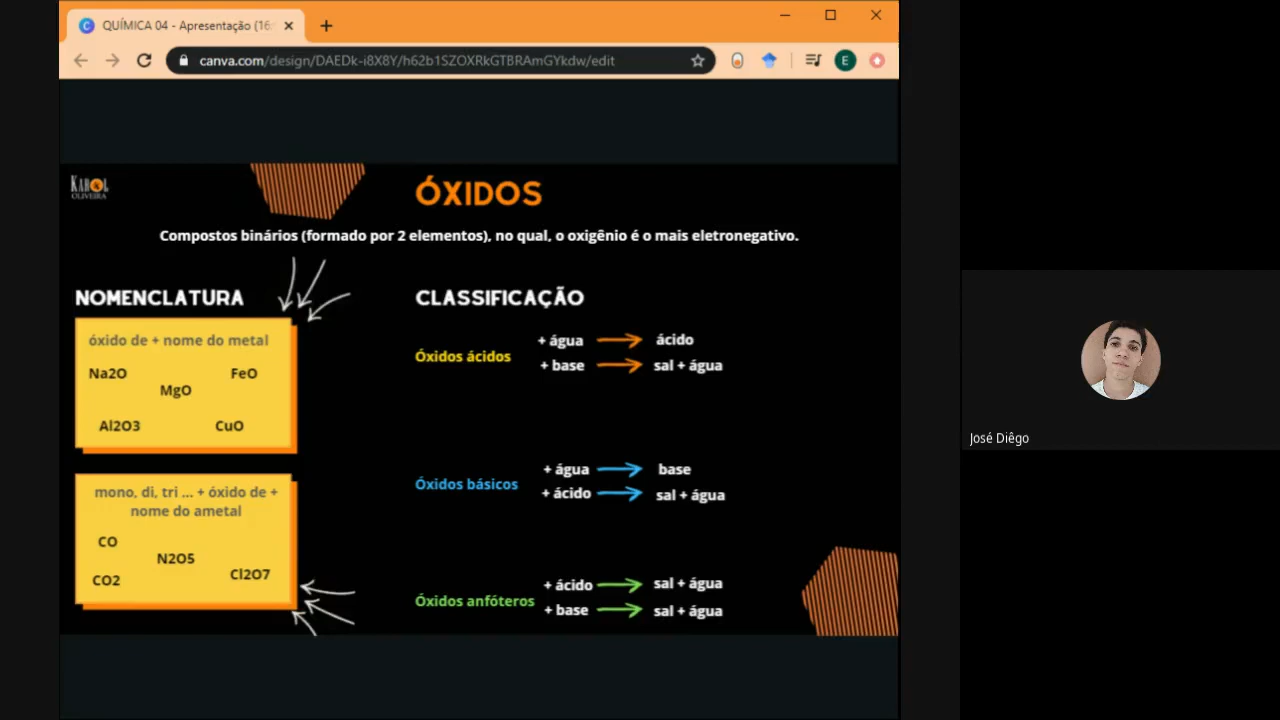 QUÍMICA 04 - Apresentação (16:
canva.com/design/DAEDk-i8X8Y/h62b1SZOXRkGTBRAmGYkdw/edit
E
KAROL
OLIVEIRA
ÓXIDOS
Compostos binários (formado por 2 elementos), no qual, o oxigênio é o mais eletronegativo.
NOMENCLATURA
óxido de + nome do metal
Na2O
FeO
MgO
Al2O3
CuO
mono, di, tri ... + óxido de +
nome do ametal
CO
N2O5
CO2
Cl2O7
CLASSIFICAÇÃO
Óxidos ácidos
+ água
ácido
+ base
sal + água
Óxidos básicos
+ água
base
+ ácido
sal + água
Óxidos anfóteros
+ ácido
sal + água
+ base
sal + água
José Diêgo